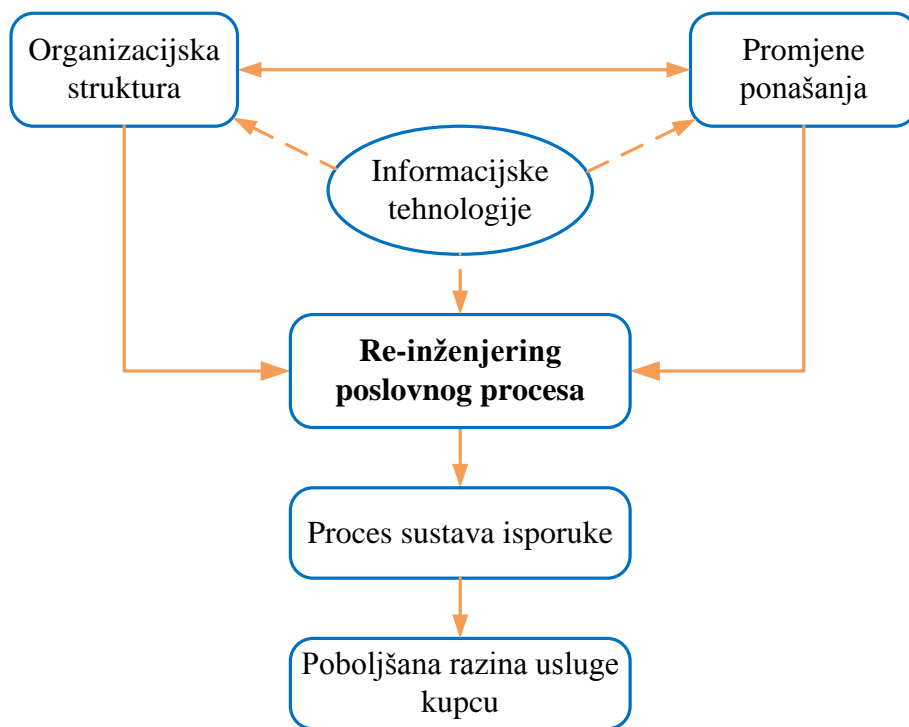 Organizacijska
struktura
Promjene
ponašanja
Informacijske
tehnologije
Re-inženjering
poslovnog procesa
Proces sustava isporuke
Poboljšana razina usluge
kupcu